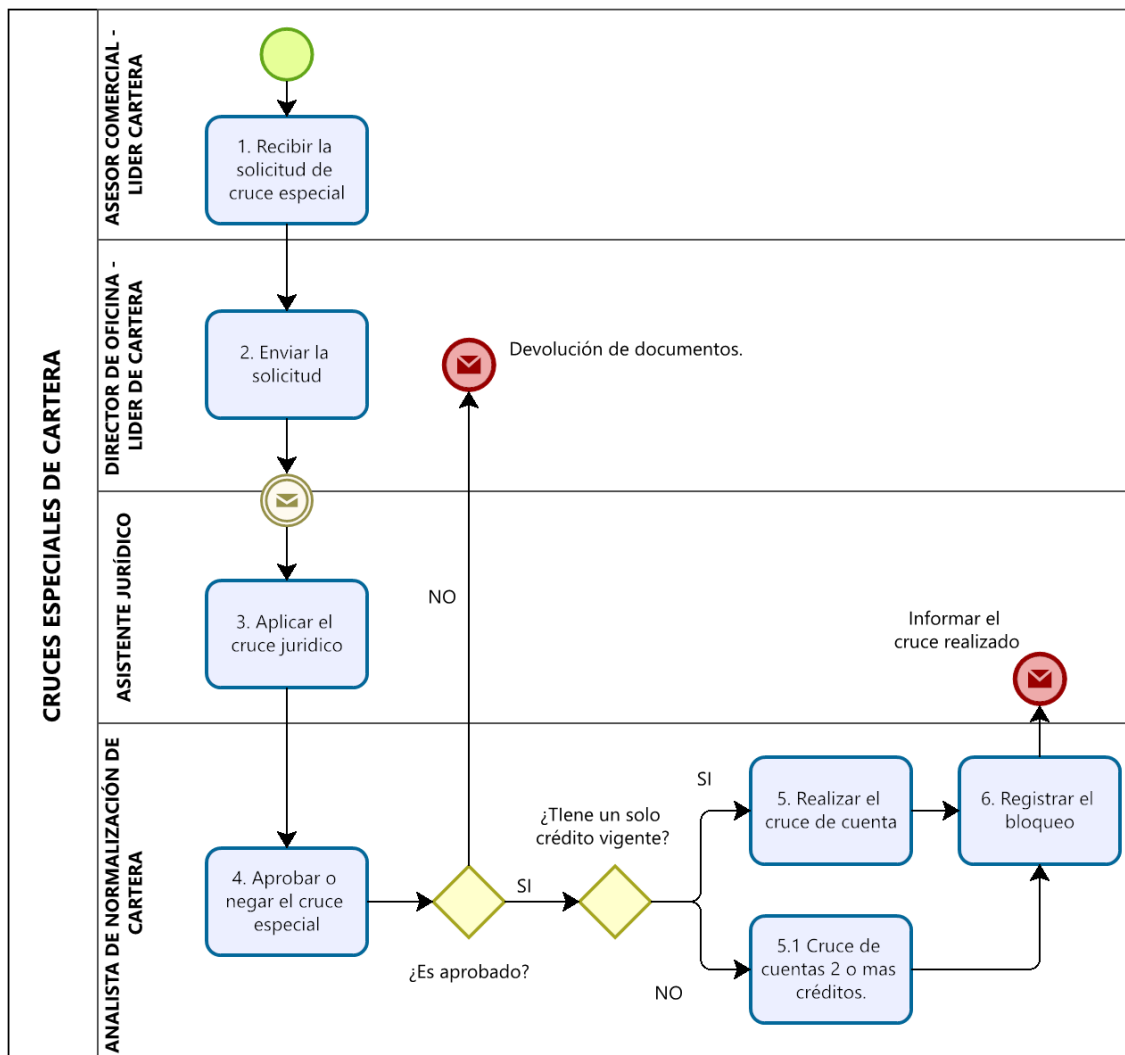 CRUCES ESPECIALES DE CARTERA
ASESOR COMERCIAL -
LIDER CARTERA
1. Recibir la
solicitud de
cruce especial
DIRECTOR DE OFICINA -
LIDER DE CARTERA
2. Enviar la
solicitud
Devolución de documentos.
ASISTENTE JURÍDICO
3. Aplicar el
cruce juridico
NO
Informar el
cruce realizado
ANALISTA DE NORMALIZACIÓN DE
CARTERA
4. Aprobar o
negar el cruce
especial
¿Es aprobado?
SI
¿TIene un solo
crédito vigente?
SI
5. Realizar el
cruce de cuenta
6. Registrar el
bloqueo
NO
5.1 Cruce de
cuentas 2 o mas
créditos.